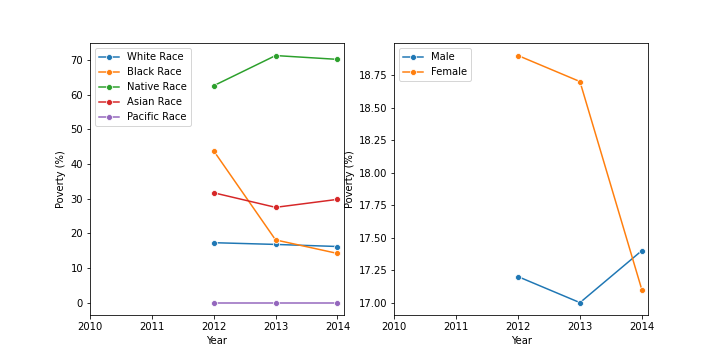 White Race
Black Race
Native Race
Asian Race
Pacific Race
70
60
50
40
30
20
10
0
Poverty (%)
2010 2011 2012 2013 2014
Year
Male
Female
18.75
18.50
18.25
18.00
17.75
17.50
17.25
17.00
Poverty (%)
2010 2011 2012 2013 2014
Year